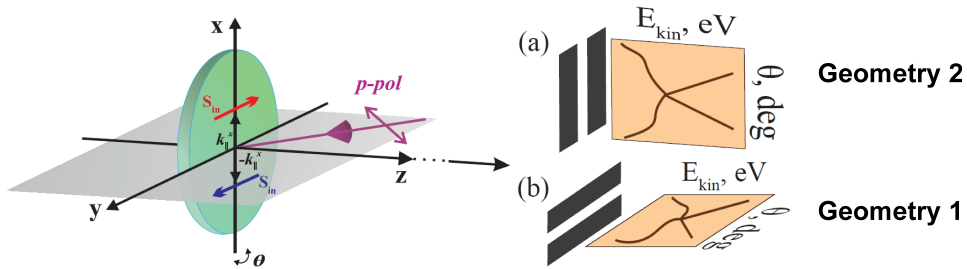 x
(a)
E_kin, eV
θ, deg
Geometry 2
p-pol
S_in
k_∥^x
-k_∥^x
S_in
z
y
θ
(b)
E_kin, eV
θ, deg
Geometry 1